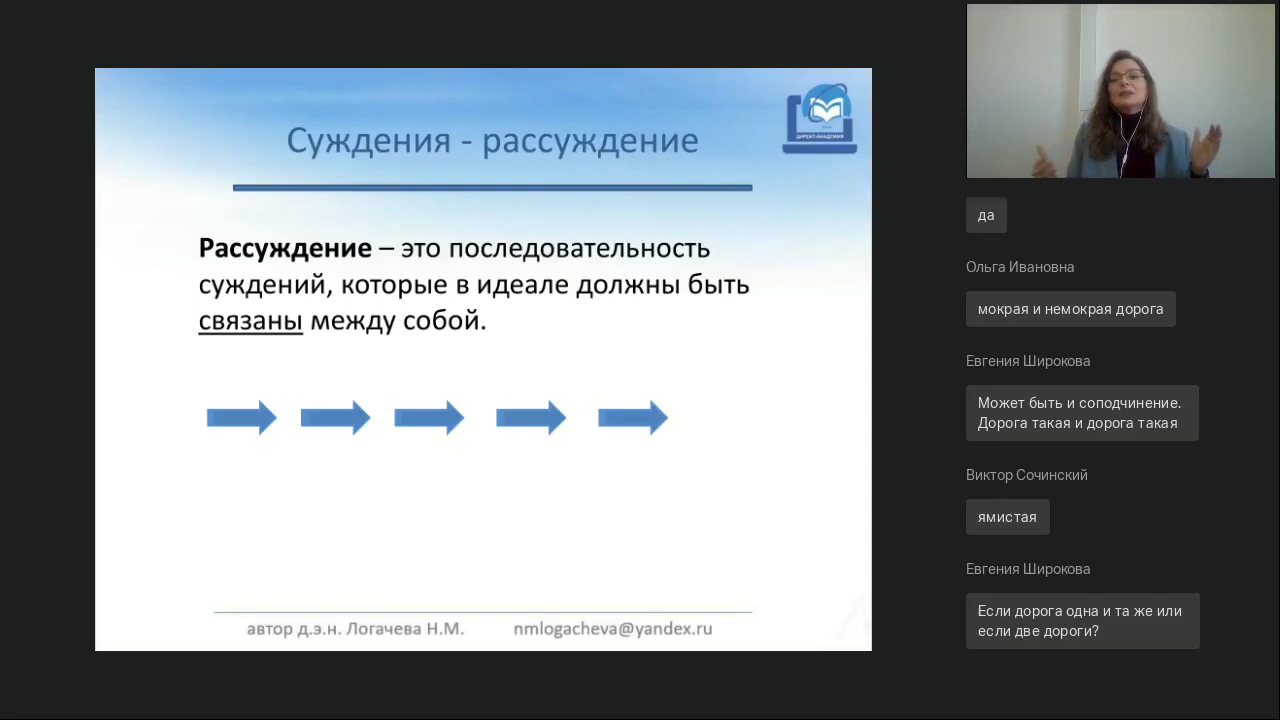 Суждения - рассуждение
ДИРЕКТ-АКАДЕМИЯ
Рассуждение – это последовательность
суждений, которые в идеале должны быть
связаны между собой.
автор д.э.н. Логачева Н.М. nmlogacheva@yandex.ru
да
Ольга Ивановна
мокрая и немокрая дорога
Евгения Широкова
Может быть и соподчинение.
Дорога такая и дорога такая
Виктор Сочинский
ямистая
Евгения Широкова
Если дорога одна и та же или
если две дороги?